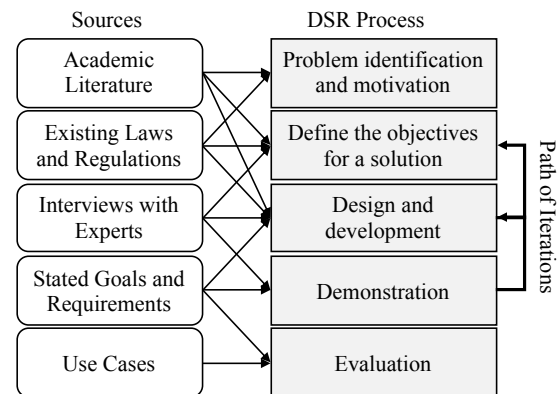 Sources
DSR Process
Academic
Literature
Problem identification
and motivation
Existing Laws
and Regulations
Define the objectives
for a solution
Interviews with
Experts
Design and
development
Stated Goals and
Requirements
Demonstration
Use Cases
Evaluation
Path of Iterations